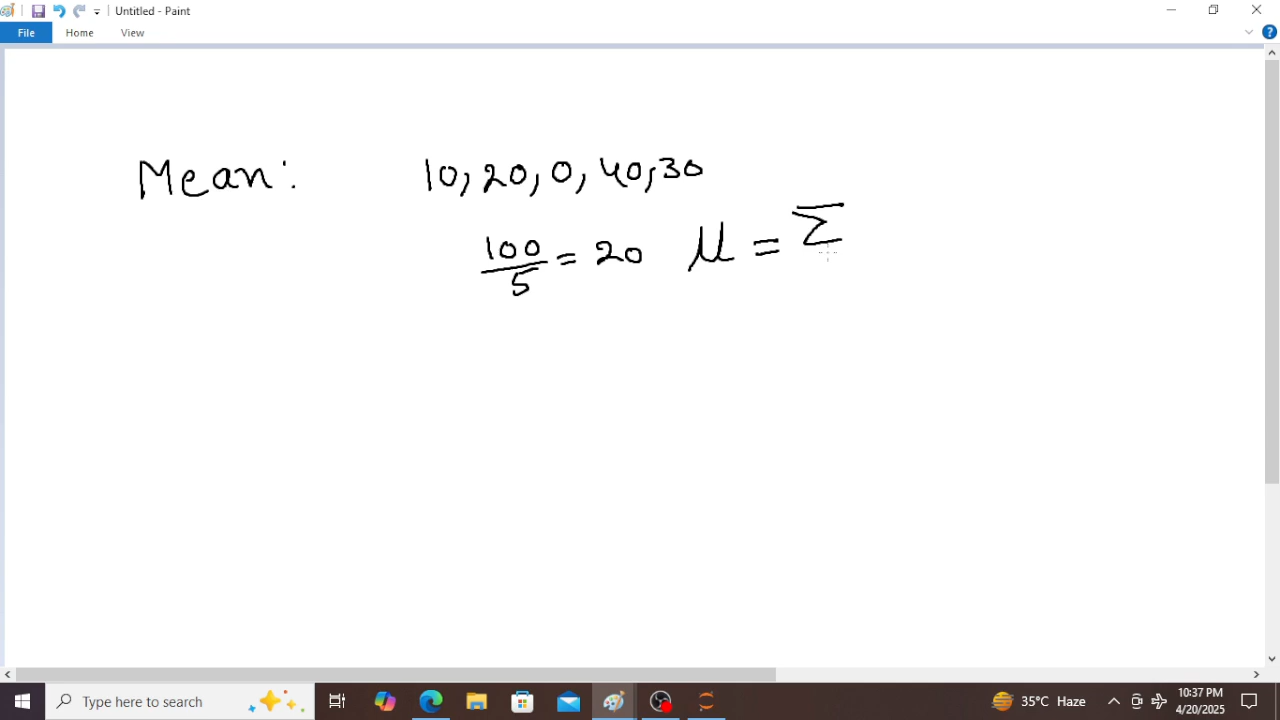 Untitled - Paint
File Home View
Mean: 10, 20, 0, 40, 30
100/5 = 20 μ = Σ
Type here to search
35°C Haze
10:37 PM
4/20/2025